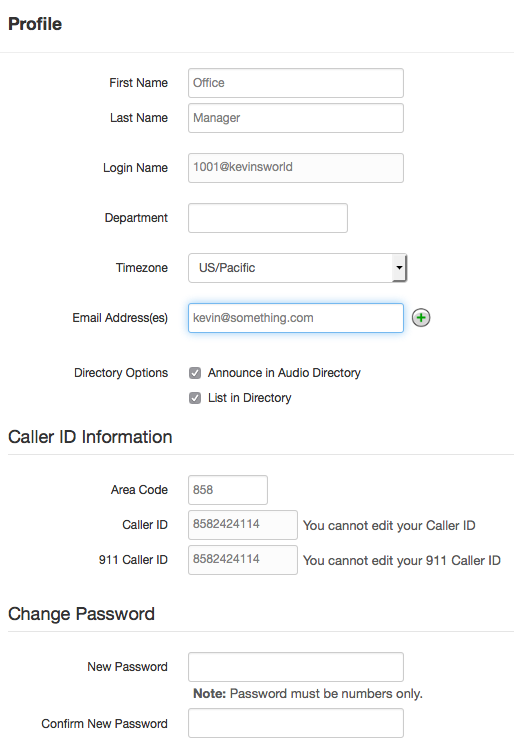 Profile
First Name Office
Last Name Manager
Login Name 1001@kevinsworld
Department
Timezone US/Pacific
Email Address(es) kevin@something.com
Directory Options Announce in Audio Directory
List in Directory
Caller ID Information
Area Code 858
Caller ID 8582424114 You cannot edit your Caller ID
911 Caller ID 8582424114 You cannot edit your 911 Caller ID
Change Password
New Password
Note: Password must be numbers only.
Confirm New Password